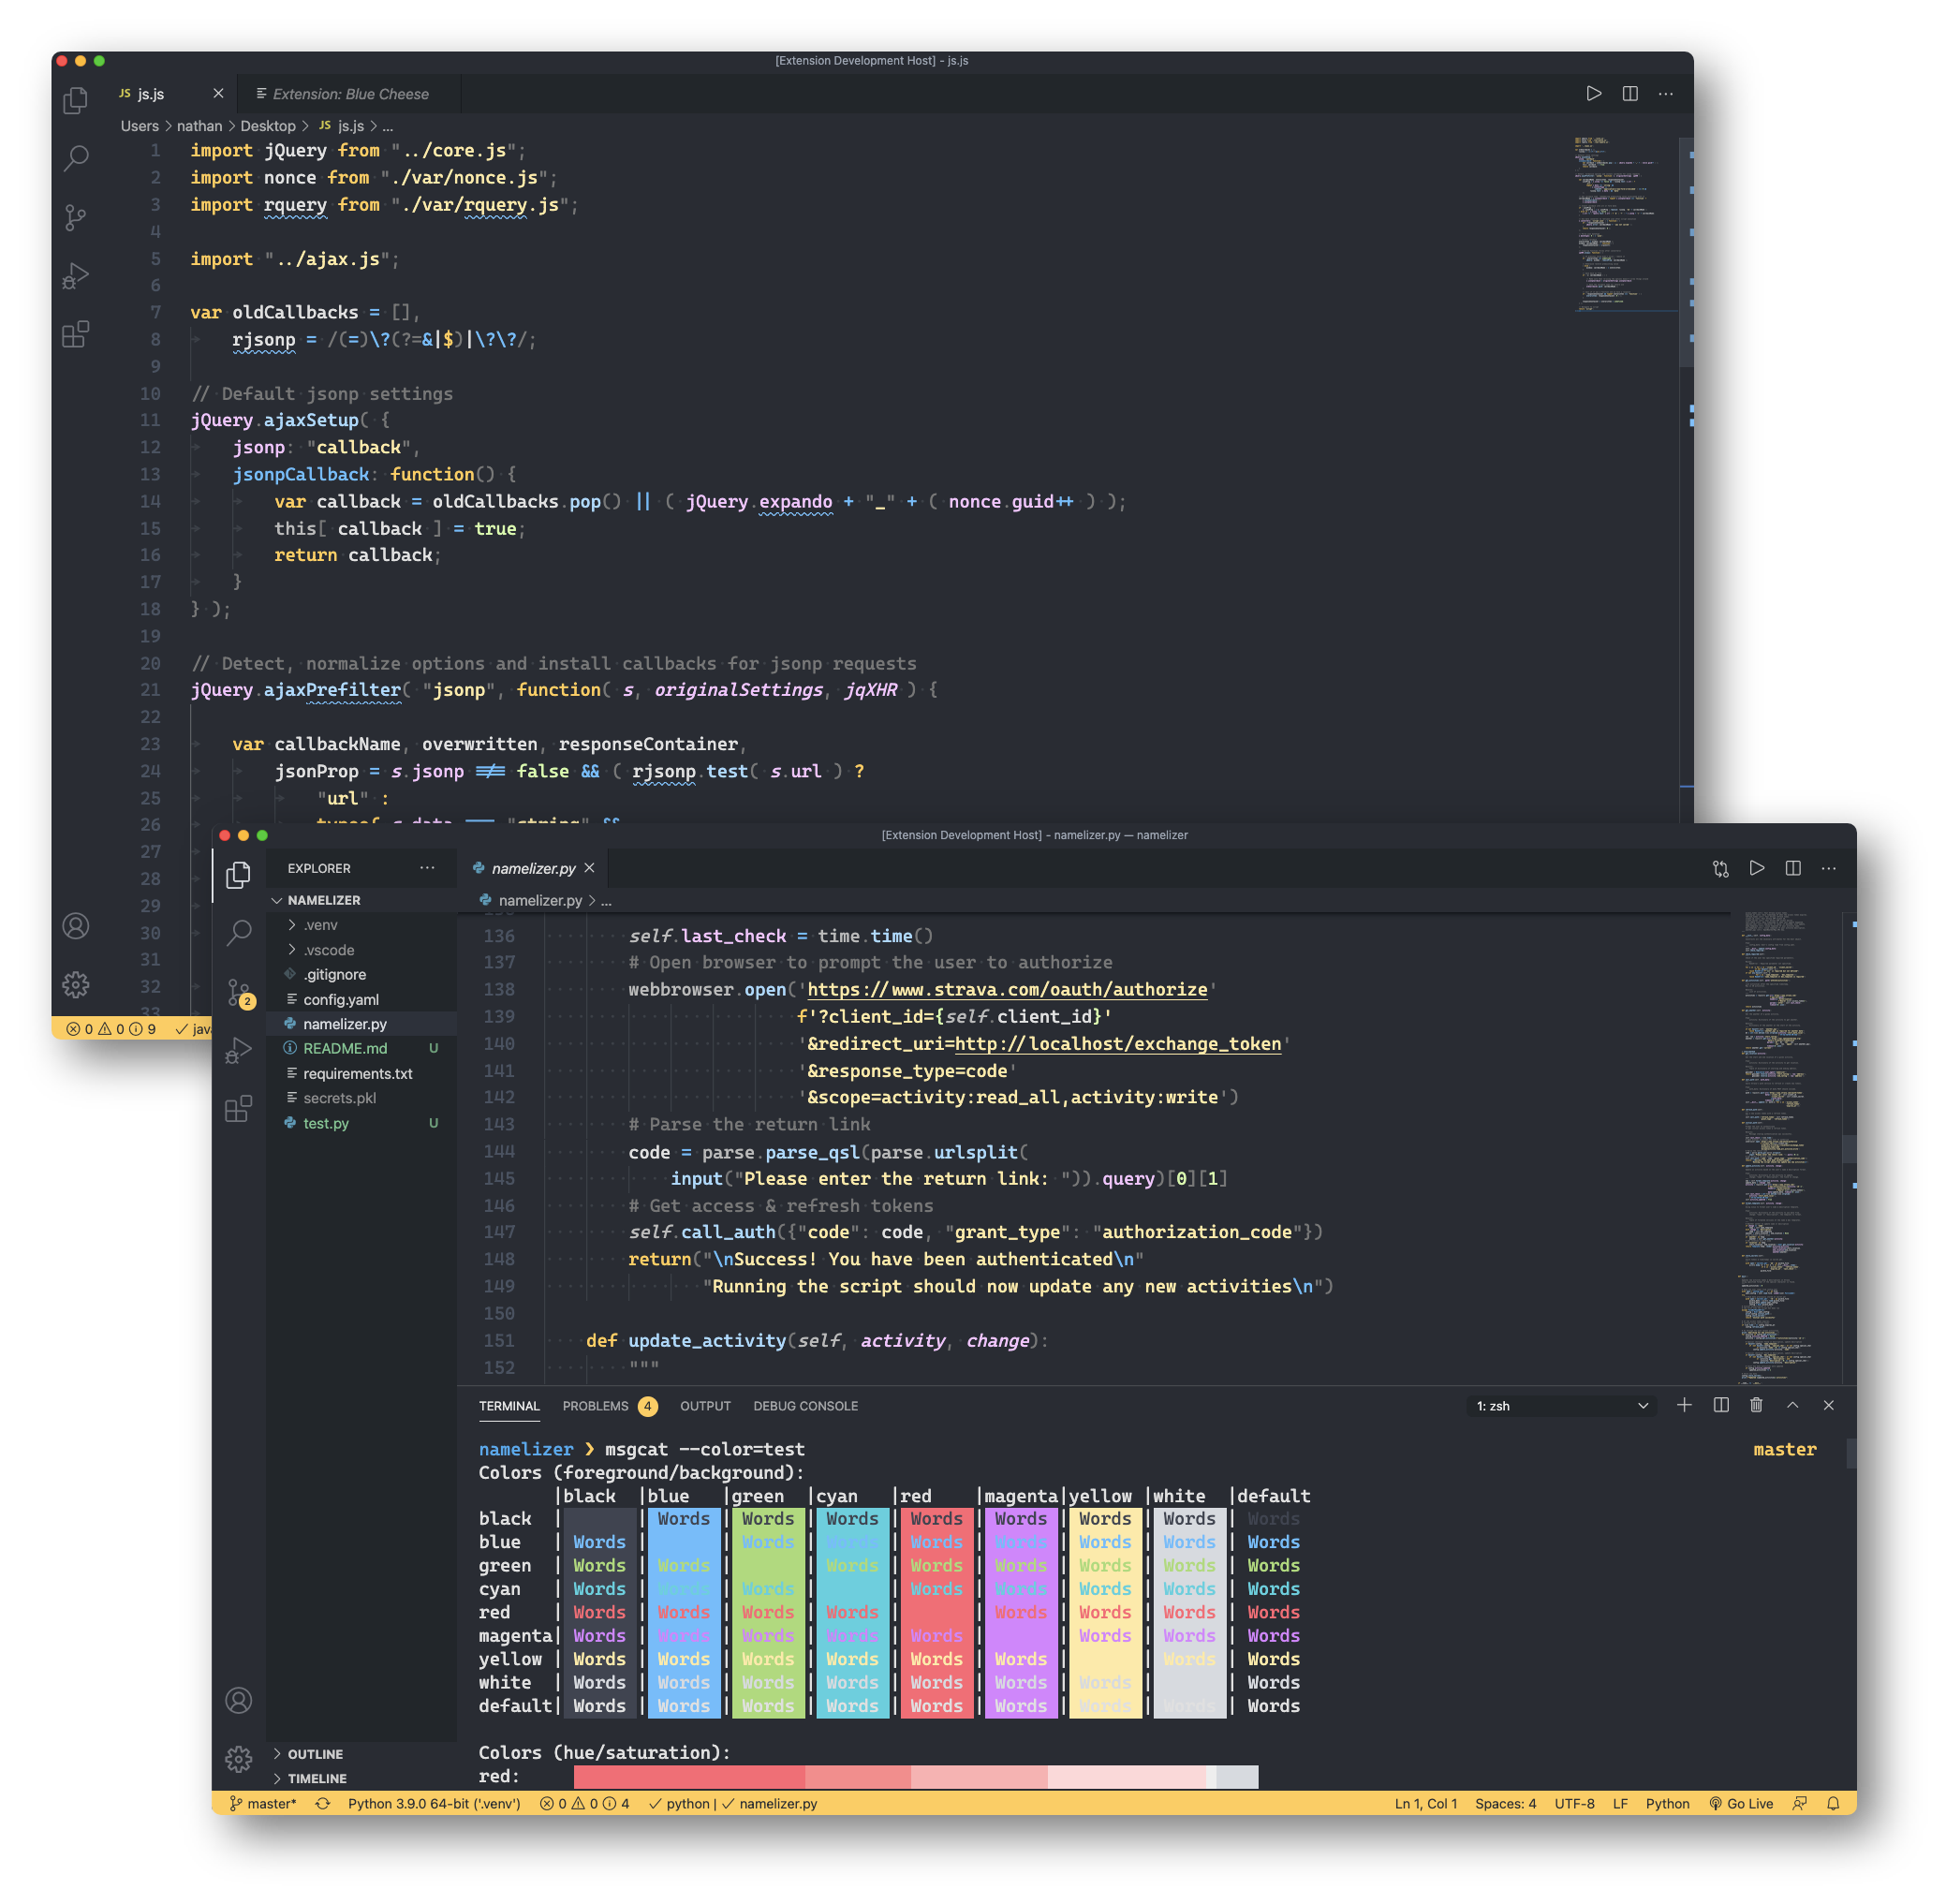 [Extension Development Host] - js.js
JS js.js
Extension: Blue Cheese
Users > nathan > Desktop > JS js.js > ...
1 import jQuery from "../core.js";
2 import nonce from "./var/nonce.js";
3 import rquery from "./var/rquery.js";
4
5 import "../ajax.js";
6
7 var oldCallbacks = [],
8 rjsonp = /(=)\?(?=&|$)|\?\?/;
9
10 // Default jsonp settings
11 jQuery.ajaxSetup( {
12 jsonp: "callback",
13 jsonpCallback: function() {
14 var callback = oldCallbacks.pop() || ( jQuery.expando + "_" + ( nonce.guid++ ) );
15 this[ callback ] = true;
16 return callback;
17 }
18 } );
19
20 // Detect, normalize options and install callbacks for jsonp requests
21 jQuery.ajaxPrefilter( "jsonp", function( s, originalSettings, jqXHR ) {
22
23 var callbackName, overwritten, responseContainer,
24 jsonProp = s.jsonp !== false && ( rjsonp.test( s.url ) ?
25 "url" :
26 typeof s.data === "string" &&
27
28
29
30
31
32
33
0 0 9 jav
[Extension Development Host] - namelizer.py — namelizer
EXPLORER
NAMELIZER
.venv
.vscode
.gitignore
config.yaml
namelizer.py
README.md U
requirements.txt
secrets.pkl
test.py U
2
OUTLINE
TIMELINE
namelizer.py
namelizer.py > ...
136 self.last_check = time.time()
137 # Open browser to prompt the user to authorize
138 webbrowser.open('https://www.strava.com/oauth/authorize'
139 f'?client_id={self.client_id}'
140 '&redirect_uri=http://localhost/exchange_token'
141 '&response_type=code'
142 '&scope=activity:read_all,activity:write')
143 # Parse the return link
144 code = parse.parse_qsl(parse.urlsplit(
145 input("Please enter the return link: ")).query)[0][1]
146 # Get access & refresh tokens
147 self.call_auth({"code": code, "grant_type": "authorization_code"})
148 return("\nSuccess! You have been authenticated\n"
149 "Running the script should now update any new activities\n")
150
151 def update_activity(self, activity, change):
152 """
TERMINAL PROBLEMS 4 OUTPUT DEBUG CONSOLE 1: zsh
namelizer ❯ msgcat --color=test master
Colors (foreground/background):
|black |blue |green |cyan |red |magenta|yellow |white |default
black | | Words | Words | Words | Words | Words | Words | Words | Words
blue | Words | | Words | Words | Words | Words | Words | Words | Words
green | Words | Words | | Words | Words | Words | Words | Words | Words
cyan | Words | Words | Words | | Words | Words | Words | Words | Words
red | Words | Words | Words | Words | | Words | Words | Words | Words
magenta| Words | Words | Words | Words | Words | | Words | Words | Words
yellow | Words | Words | Words | Words | Words | Words | | Words | Words
white | Words | Words | Words | Words | Words | Words | Words | | Words
default| Words | Words | Words | Words | Words | Words | Words | Words | Words
Colors (hue/saturation):
red:
master* Python 3.9.0 64-bit ('.venv') 0 0 4 ✓ python | ✓ namelizer.py Ln 1, Col 1 Spaces: 4 UTF-8 LF Python Go Live